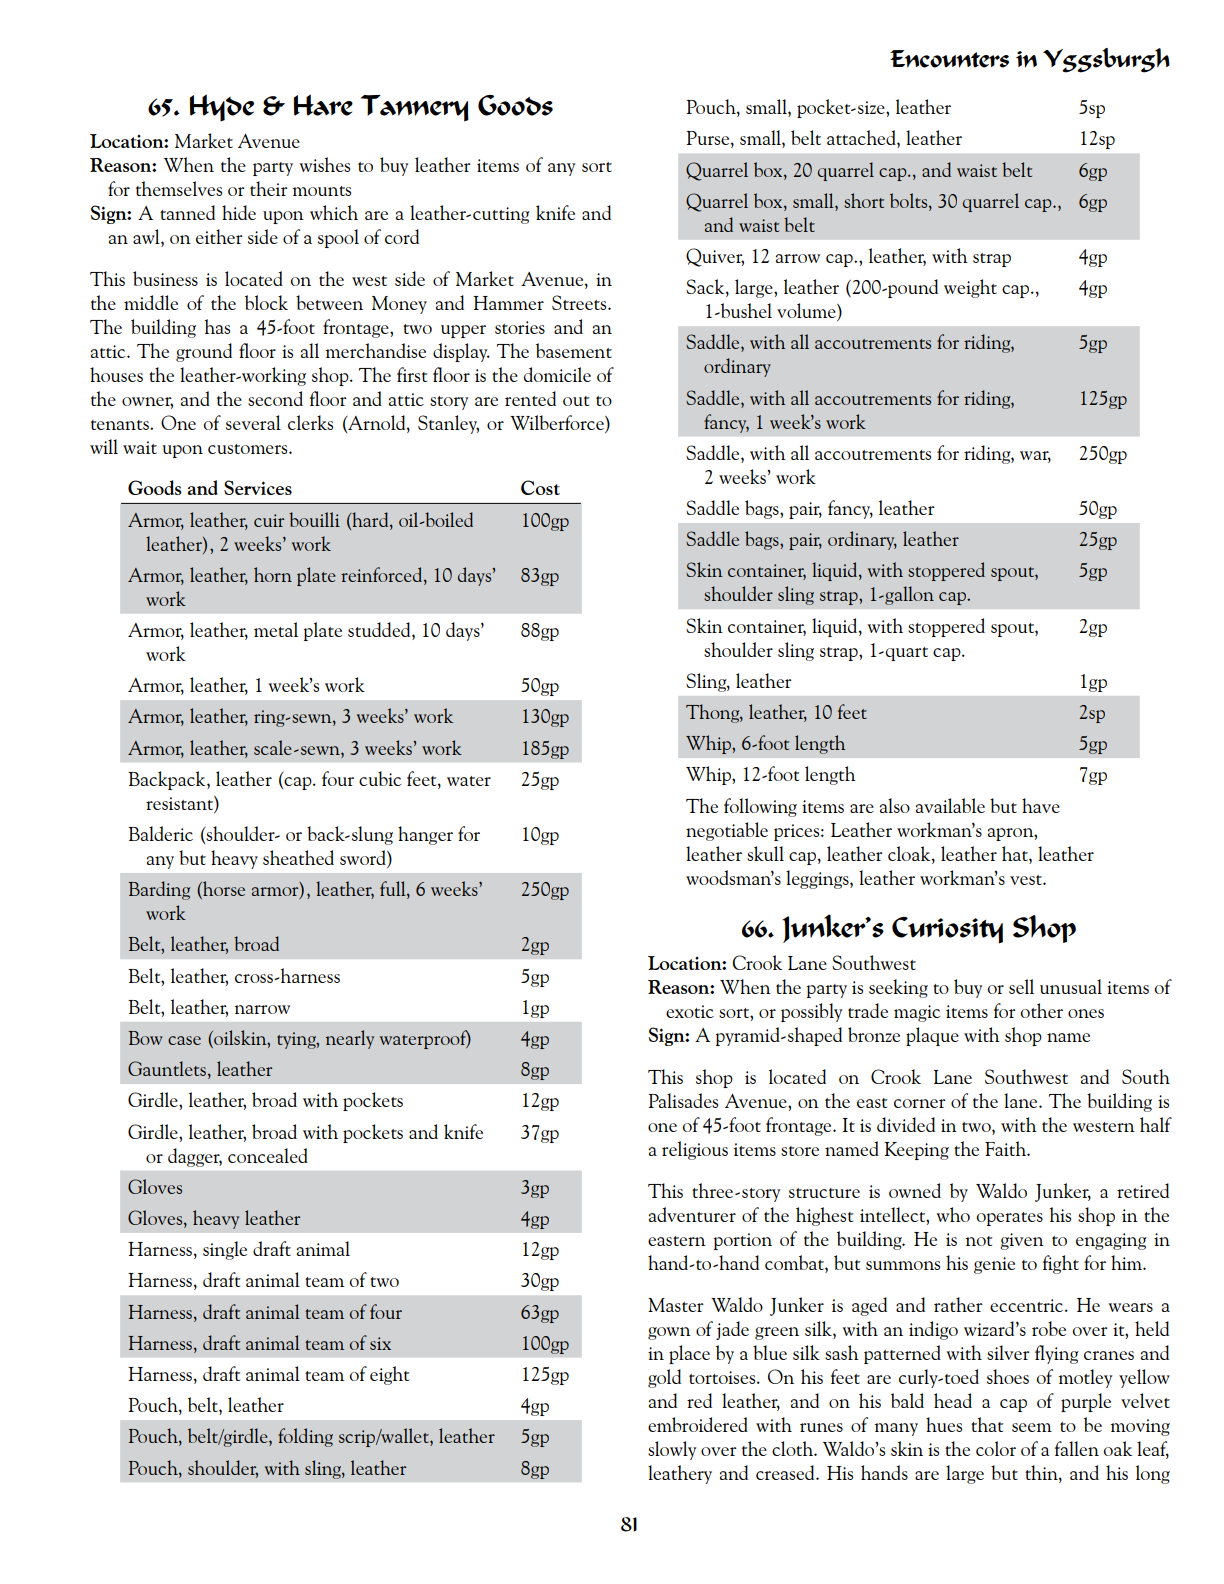 Encounters in Yggsburgh
65. Hyde & Hare Tannery Goods
Location: Market Avenue
Reason: When the party wishes to buy leather items of any sort
for themselves or their mounts
Sign: A tanned hide upon which are a leather-cutting knife and
an awl, on either side of a spool of cord
This business is located on the west side of Market Avenue, in
the middle of the block between Money and Hammer Streets.
The building has a 45-foot frontage, two upper stories and an
attic. The ground floor is all merchandise display. The basement
houses the leather-working shop. The first floor is the domicile of
the owner, and the second floor and attic story are rented out to
tenants. One of several clerks (Arnold, Stanley, or Wilberforce)
will wait upon customers.
Goods and Services Cost
Armor, leather, cuir bouilli (hard, oil-boiled 100gp
leather), 2 weeks' work
Armor, leather, horn plate reinforced, 10 days' 83gp
work
Armor, leather, metal plate studded, 10 days' 88gp
work
Armor, leather, 1 week's work 50gp
Armor, leather, ring-sewn, 3 weeks' work 130gp
Armor, leather, scale-sewn, 3 weeks' work 185gp
Backpack, leather (cap. four cubic feet, water 25gp
resistant)
Balderic (shoulder- or back-slung hanger for 10gp
any but heavy sheathed sword)
Barding (horse armor), leather, full, 6 weeks' 250gp
work
Belt, leather, broad 2gp
Belt, leather, cross-harness 5gp
Belt, leather, narrow 1gp
Bow case (oilskin, tying, nearly waterproof) 4gp
Gauntlets, leather 8gp
Girdle, leather, broad with pockets 12gp
Girdle, leather, broad with pockets and knife 37gp
or dagger, concealed
Gloves 3gp
Gloves, heavy leather 4gp
Harness, single draft animal 12gp
Harness, draft animal team of two 30gp
Harness, draft animal team of four 63gp
Harness, draft animal team of six 100gp
Harness, draft animal team of eight 125gp
Pouch, belt, leather 4gp
Pouch, belt/girdle, folding scrip/wallet, leather 5gp
Pouch, shoulder, with sling, leather 8gp
Pouch, small, pocket-size, leather 5sp
Purse, small, belt attached, leather 12sp
Quarrel box, 20 quarrel cap., and waist belt 6gp
Quarrel box, small, short bolts, 30 quarrel cap., 6gp
and waist belt
Quiver, 12 arrow cap., leather, with strap 4gp
Sack, large, leather (200-pound weight cap., 4gp
1-bushel volume)
Saddle, with all accoutrements for riding, 5gp
ordinary
Saddle, with all accoutrements for riding, 125gp
fancy, 1 week's work
Saddle, with all accoutrements for riding, war, 250gp
2 weeks' work
Saddle bags, pair, fancy, leather 50gp
Saddle bags, pair, ordinary, leather 25gp
Skin container, liquid, with stoppered spout, 5gp
shoulder sling strap, 1-gallon cap.
Skin container, liquid, with stoppered spout, 2gp
shoulder sling strap, 1-quart cap.
Sling, leather 1gp
Thong, leather, 10 feet 2sp
Whip, 6-foot length 5gp
Whip, 12-foot length 7gp
The following items are also available but have
negotiable prices: Leather workman's apron,
leather skull cap, leather cloak, leather hat, leather
woodsman's leggings, leather workman's vest.
66. Junker's Curiosity Shop
Location: Crook Lane Southwest
Reason: When the party is seeking to buy or sell unusual items of
exotic sort, or possibly trade magic items for other ones
Sign: A pyramid-shaped bronze plaque with shop name
This shop is located on Crook Lane Southwest and South
Palisades Avenue, on the east corner of the lane. The building is
one of 45-foot frontage. It is divided in two, with the western half
a religious items store named Keeping the Faith.
This three-story structure is owned by Waldo Junker, a retired
adventurer of the highest intellect, who operates his shop in the
eastern portion of the building. He is not given to engaging in
hand-to-hand combat, but summons his genie to fight for him.
Master Waldo Junker is aged and rather eccentric. He wears a
gown of jade green silk, with an indigo wizard's robe over it, held
in place by a blue silk sash patterned with silver flying cranes and
gold tortoises. On his feet are curly-toed shoes of motley yellow
and red leather, and on his bald head a cap of purple velvet
embroidered with runes of many hues that seem to be moving
slowly over the cloth. Waldo's skin is the color of a fallen oak leaf,
leathery and creased. His hands are large but thin, and his long
81